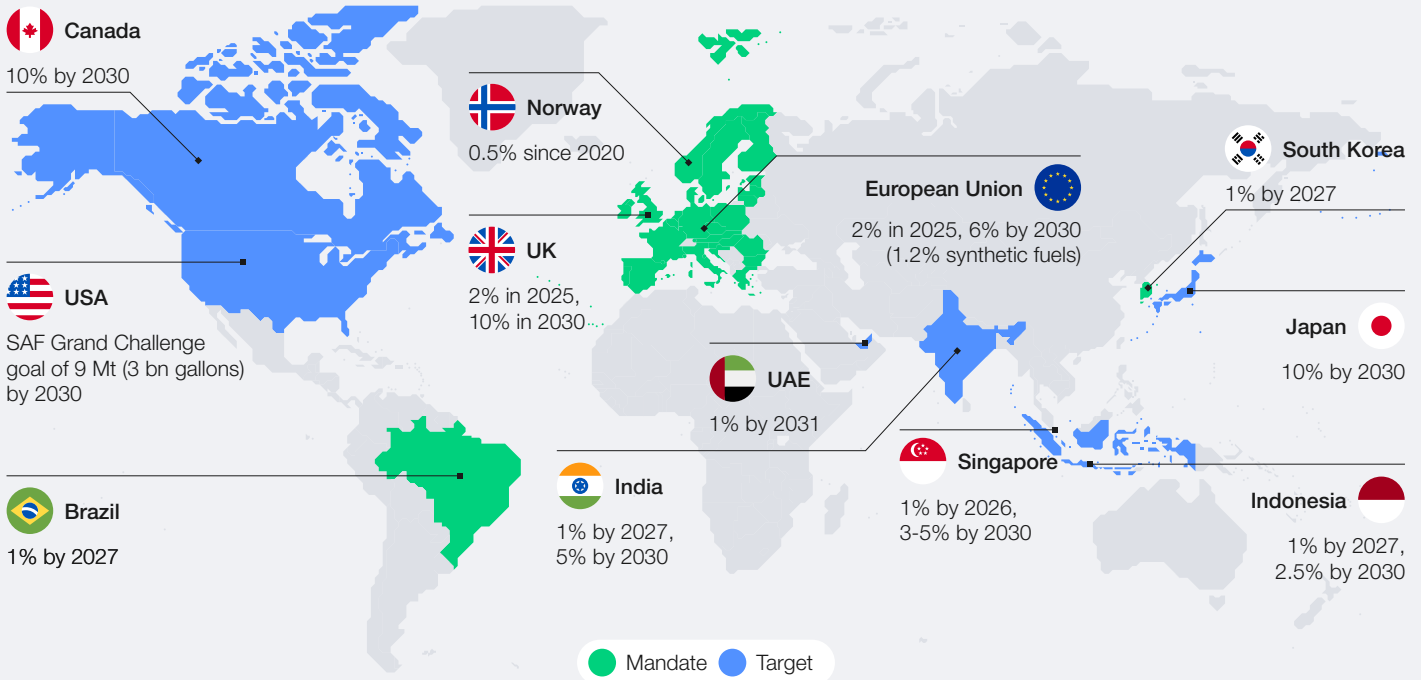 Canada
10% by 2030
Norway
0.5% since 2020
South Korea
1% by 2027
European Union
2% in 2025, 6% by 2030
(1.2% synthetic fuels)
UK
2% in 2025,
10% in 2030
USA
SAF Grand Challenge
goal of 9 Mt (3 bn gallons)
by 2030
Japan
10% by 2030
UAE
1% by 2031
Singapore
1% by 2026,
3-5% by 2030
India
1% by 2027,
5% by 2030
Indonesia
1% by 2027,
2.5% by 2030
Brazil
1% by 2027
Mandate
Target